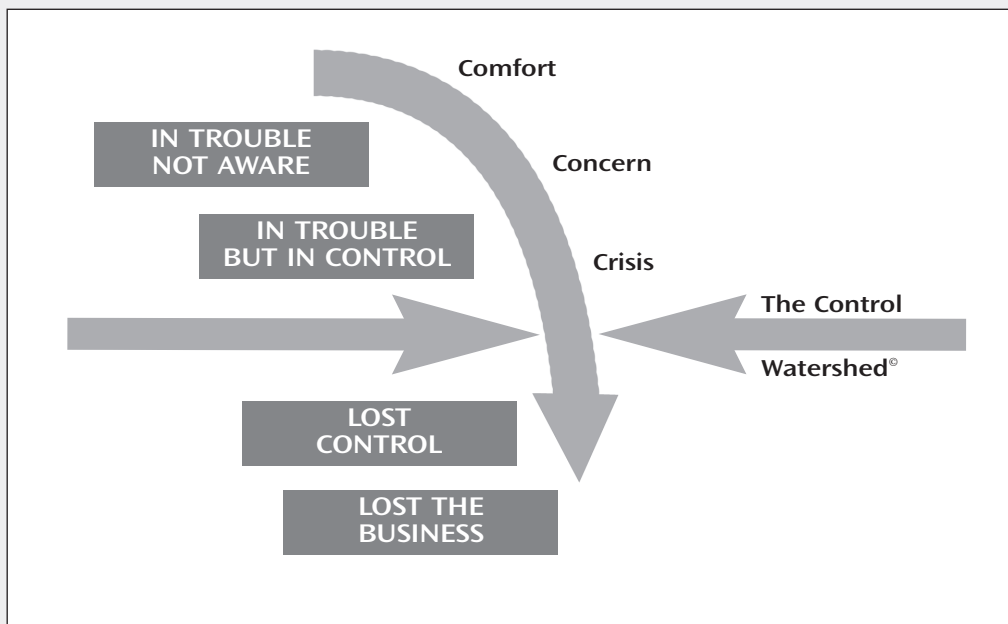 Comfort
IN TROUBLE
NOT AWARE
Concern
IN TROUBLE
BUT IN CONTROL
Crisis
The Control
Watershed©
LOST
CONTROL
LOST THE
BUSINESS